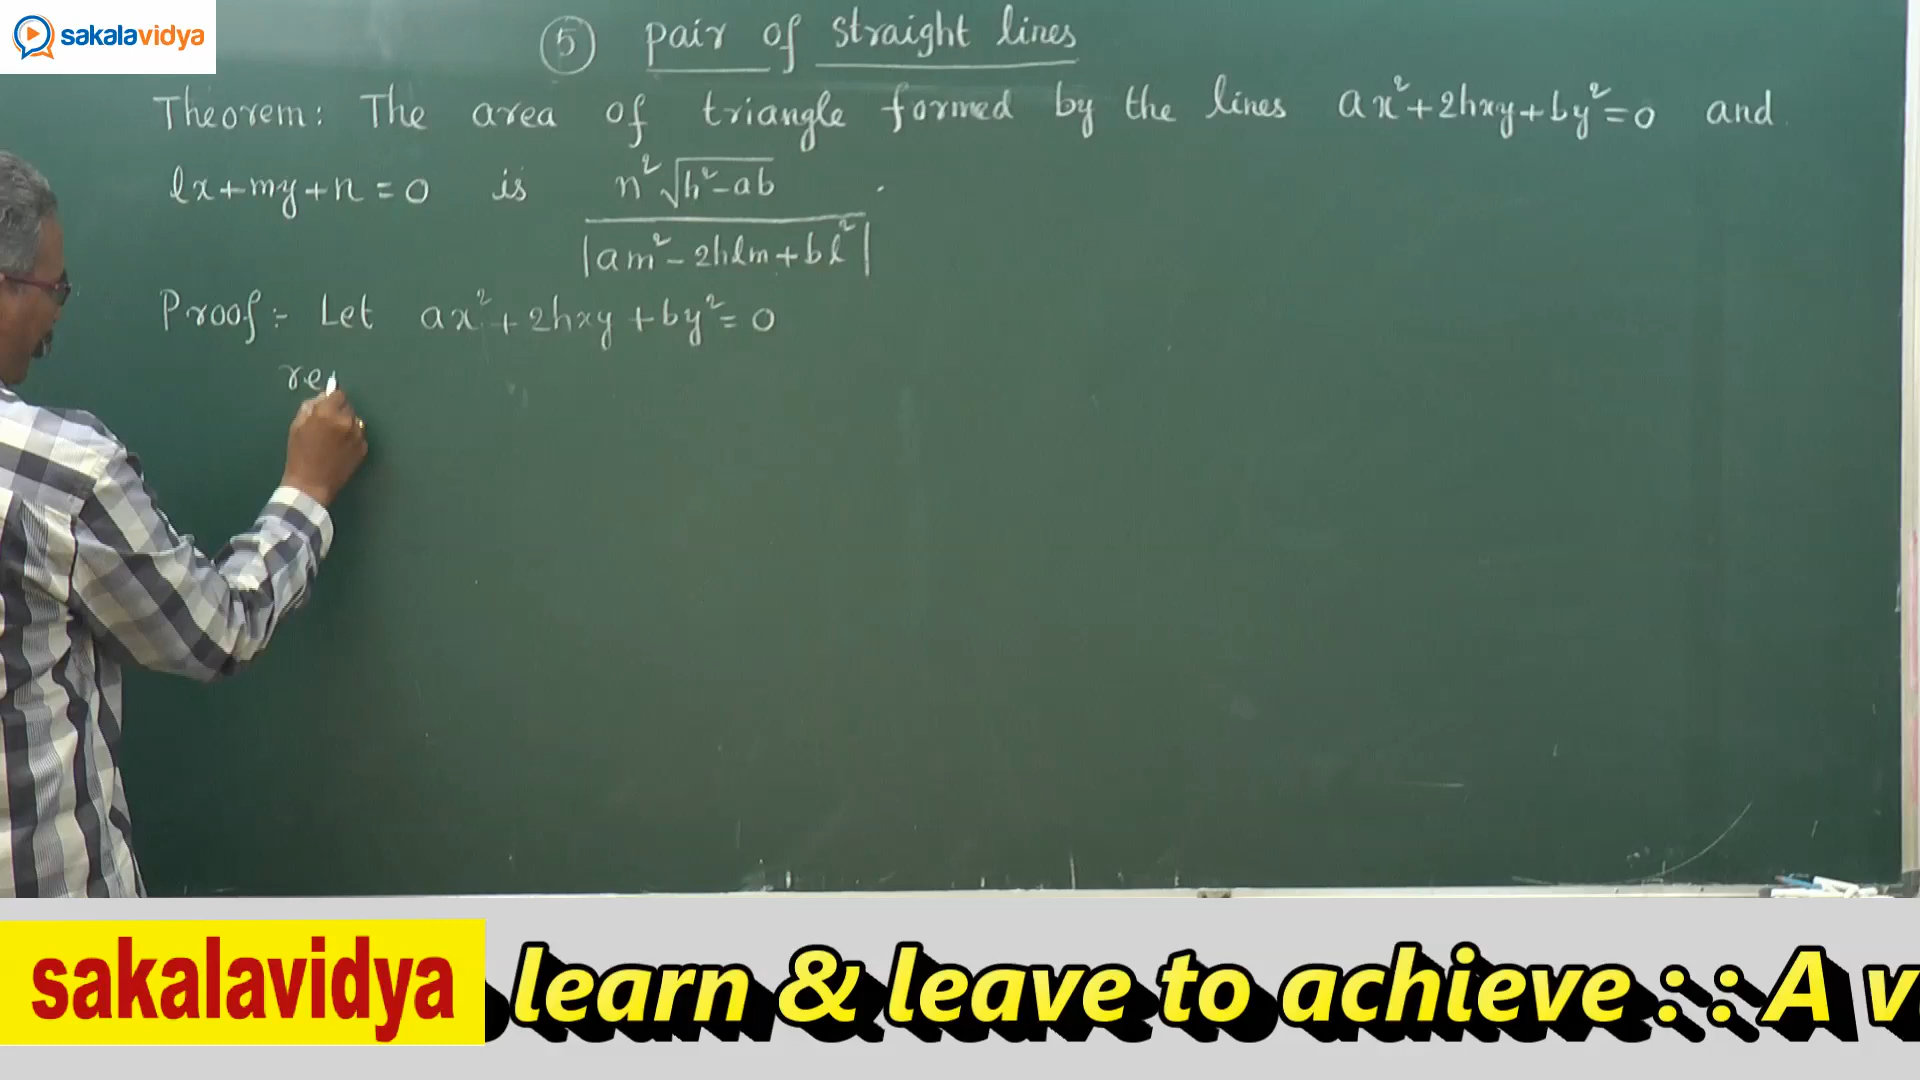 sakalavidya
⑤ pair of straight lines
Theorem: The area of triangle formed by the lines ax²+2hxy+by²=0 and
lx+my+n=0 is n²√h²-ab .
|am²-2hlm+bl²|
Proof:- Let ax²+2hxy+by²=0
re
sakalavidya learn & leave to achieve : : A v